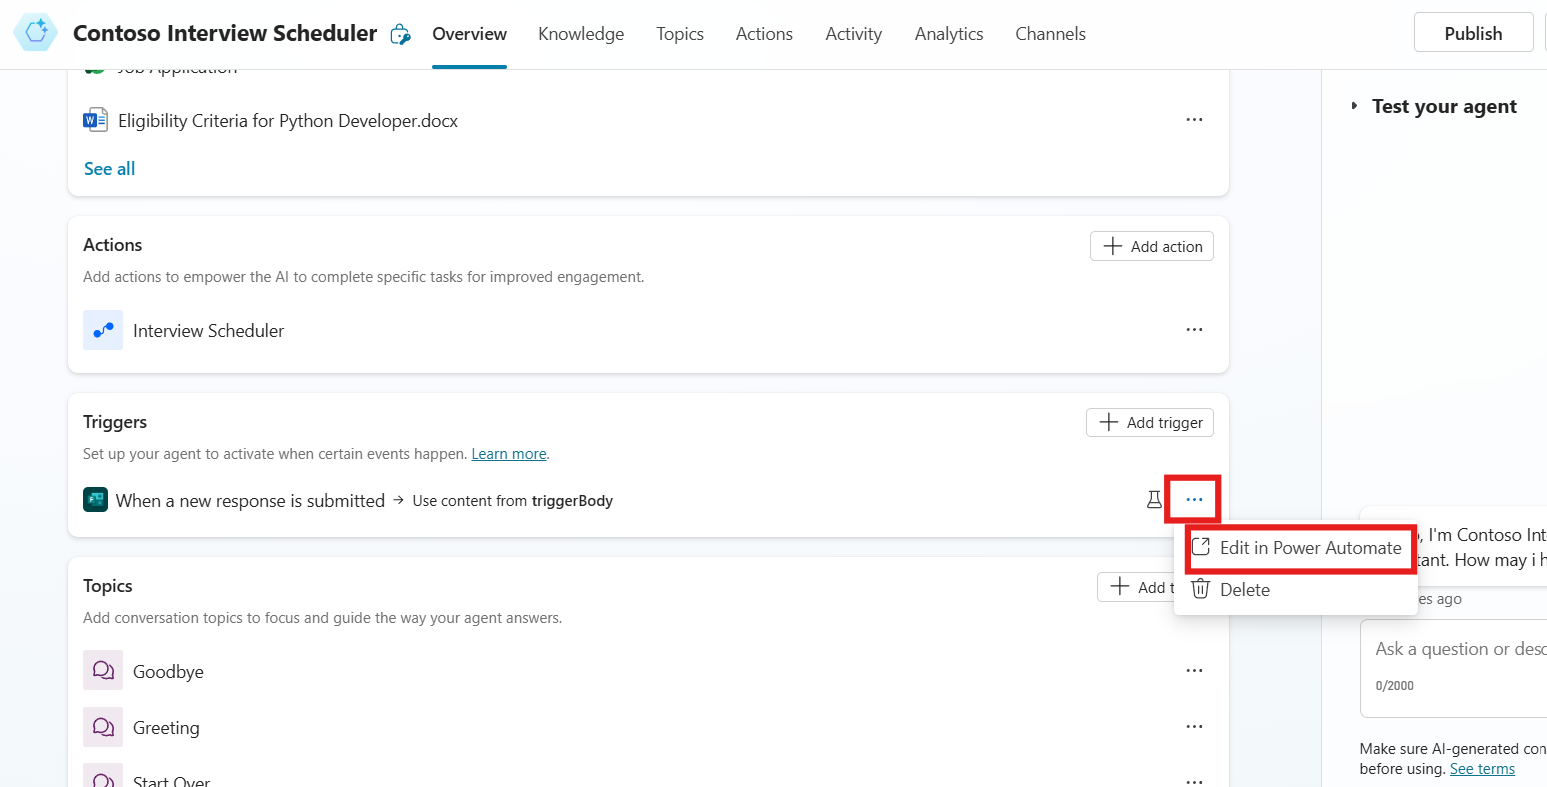 Contoso Interview Scheduler
Overview
Knowledge
Topics
Actions
Activity
Analytics
Channels
Publish
Job Application
Eligibility Criteria for Python Developer.docx
See all
Test your agent
Actions
Add action
Add actions to empower the AI to complete specific tasks for improved engagement.
Interview Scheduler
Triggers
Add trigger
Set up your agent to activate when certain events happen. Learn more.
When a new response is submitted → Use content from triggerBody
Edit in Power Automate
Delete
, I'm Contoso Int
tant. How may i h
es ago
Topics
Add t
Add conversation topics to focus and guide the way your agent answers.
Goodbye
Greeting
Start Over
Ask a question or desc
0/2000
Make sure AI-generated con
before using. See terms